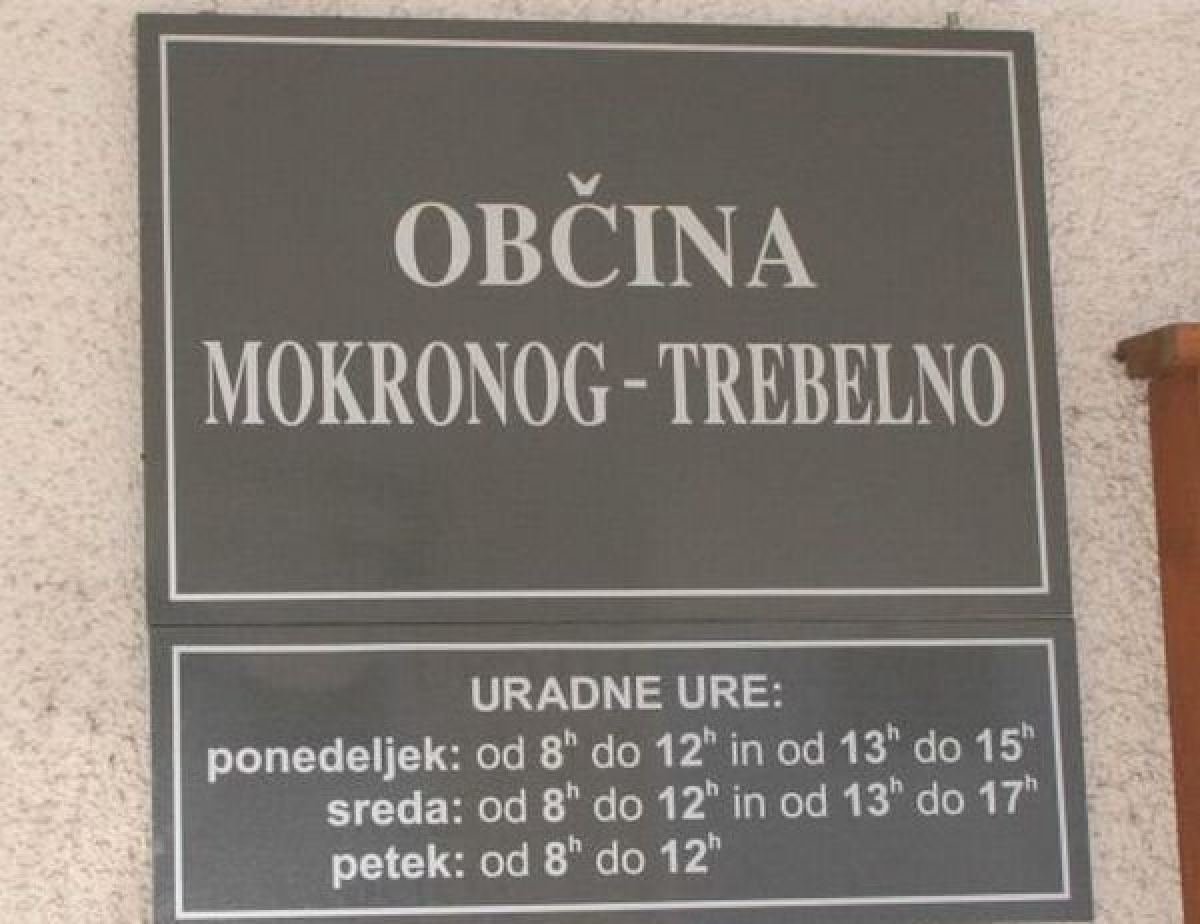 OBČINA
MOKRONOG - TREBELNO
URADNE URE:
ponedeljek: od 8h do 12h in od 13h do 15h
sreda: od 8h do 12h in od 13h do 17h
petek: od 8h do 12h